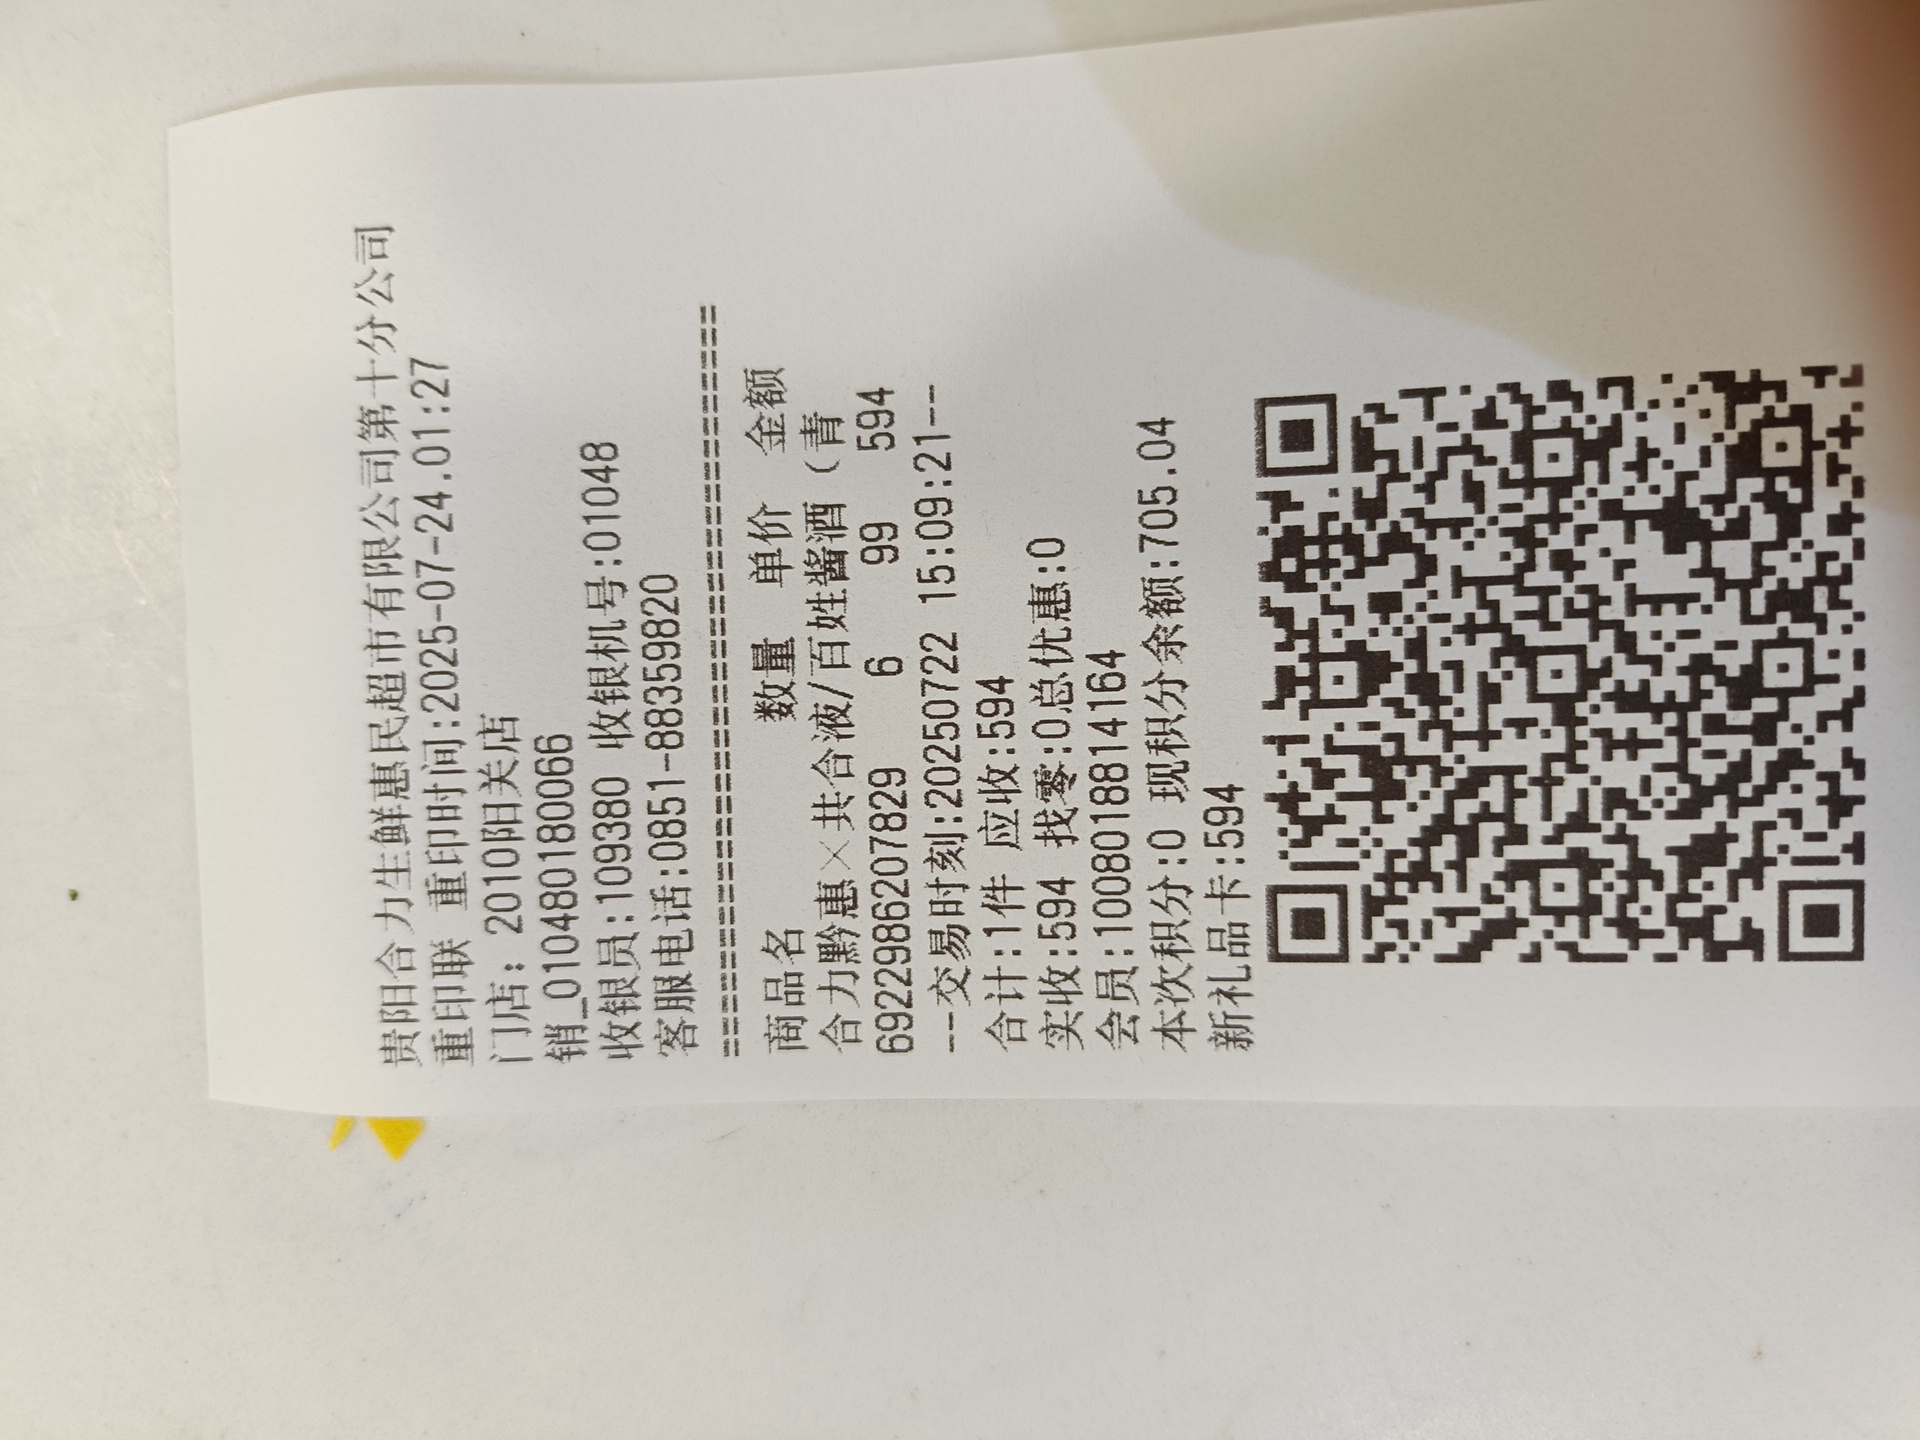 贵阳合力生鲜惠民超市有限公司第十分公司
重印联 重印时间:2025-07-24.01:27
门店: 2010阳关店
销_010480180066
收银员:109380 收银机号:01048
客服电话:0851-88359820
========================================
商品名 数量 单价 金额
合力黔惠×共合液/百姓酱酒（青
6922986207829 6 99 594
--交易时刻:20250722 15:09:21--
合计:1件 应收:594
实收:594 找零:0总优惠:0
会员:1008018814164
本次积分:0 现积分余额:705.04
新礼品卡:594